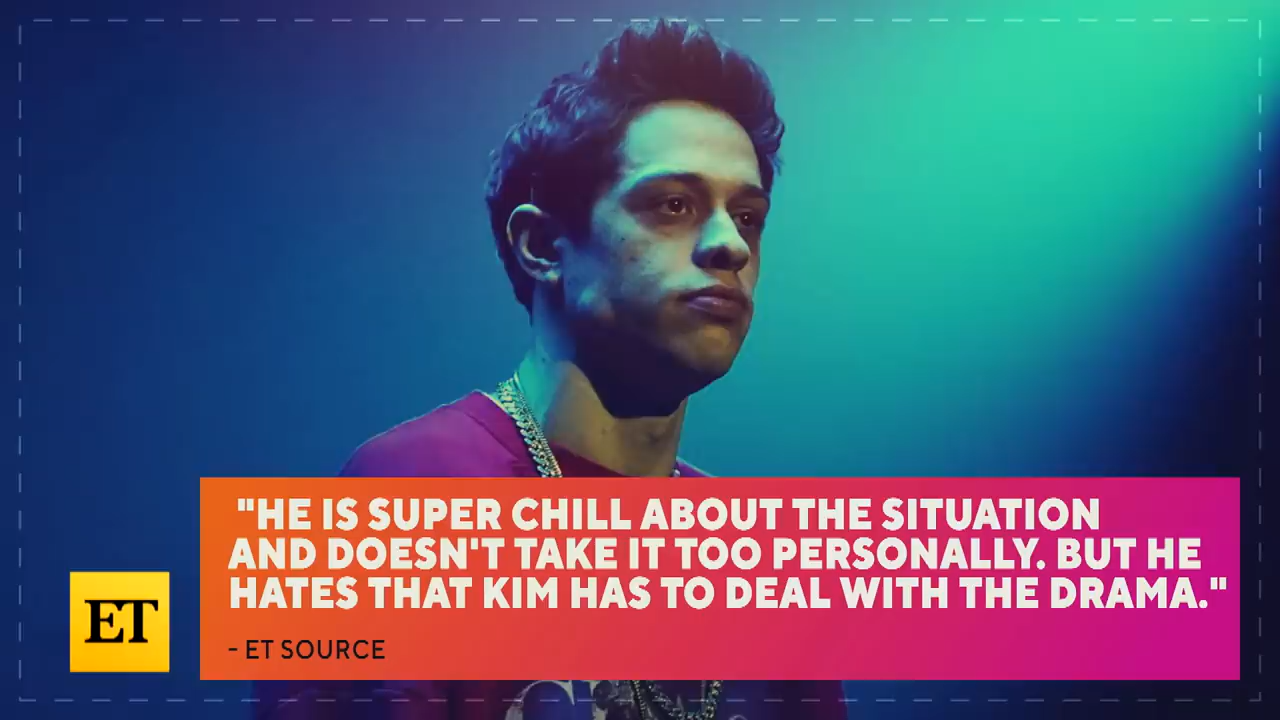 "HE IS SUPER CHILL ABOUT THE SITUATION
AND DOESN'T TAKE IT TOO PERSONALLY. BUT HE
HATES THAT KIM HAS TO DEAL WITH THE DRAMA."
- ET SOURCE
ET